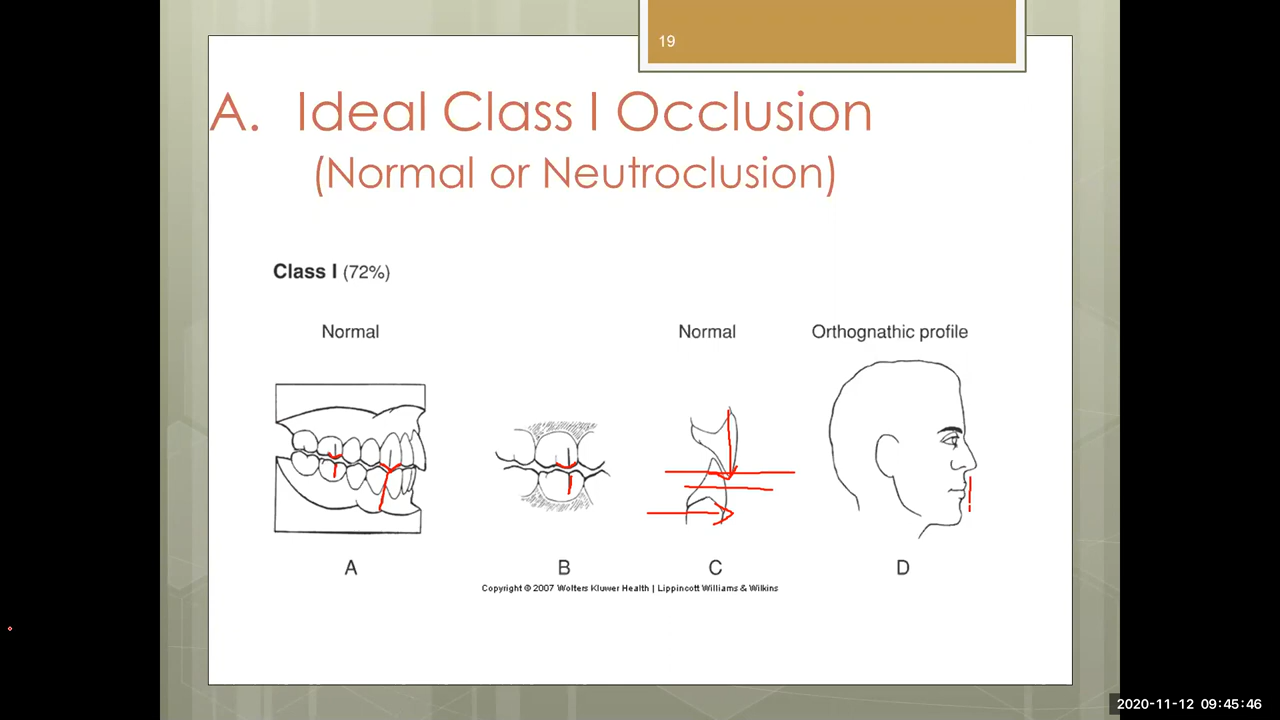 19
A. Ideal Class I Occlusion
(Normal or Neutroclusion)
Class I (72%)
Normal
Normal
Orthognathic profile
A
B
C
D
Copyright © 2007 Wolters Kluwer Health | Lippincott Williams & Wilkins
2020-11-12 09:45:46